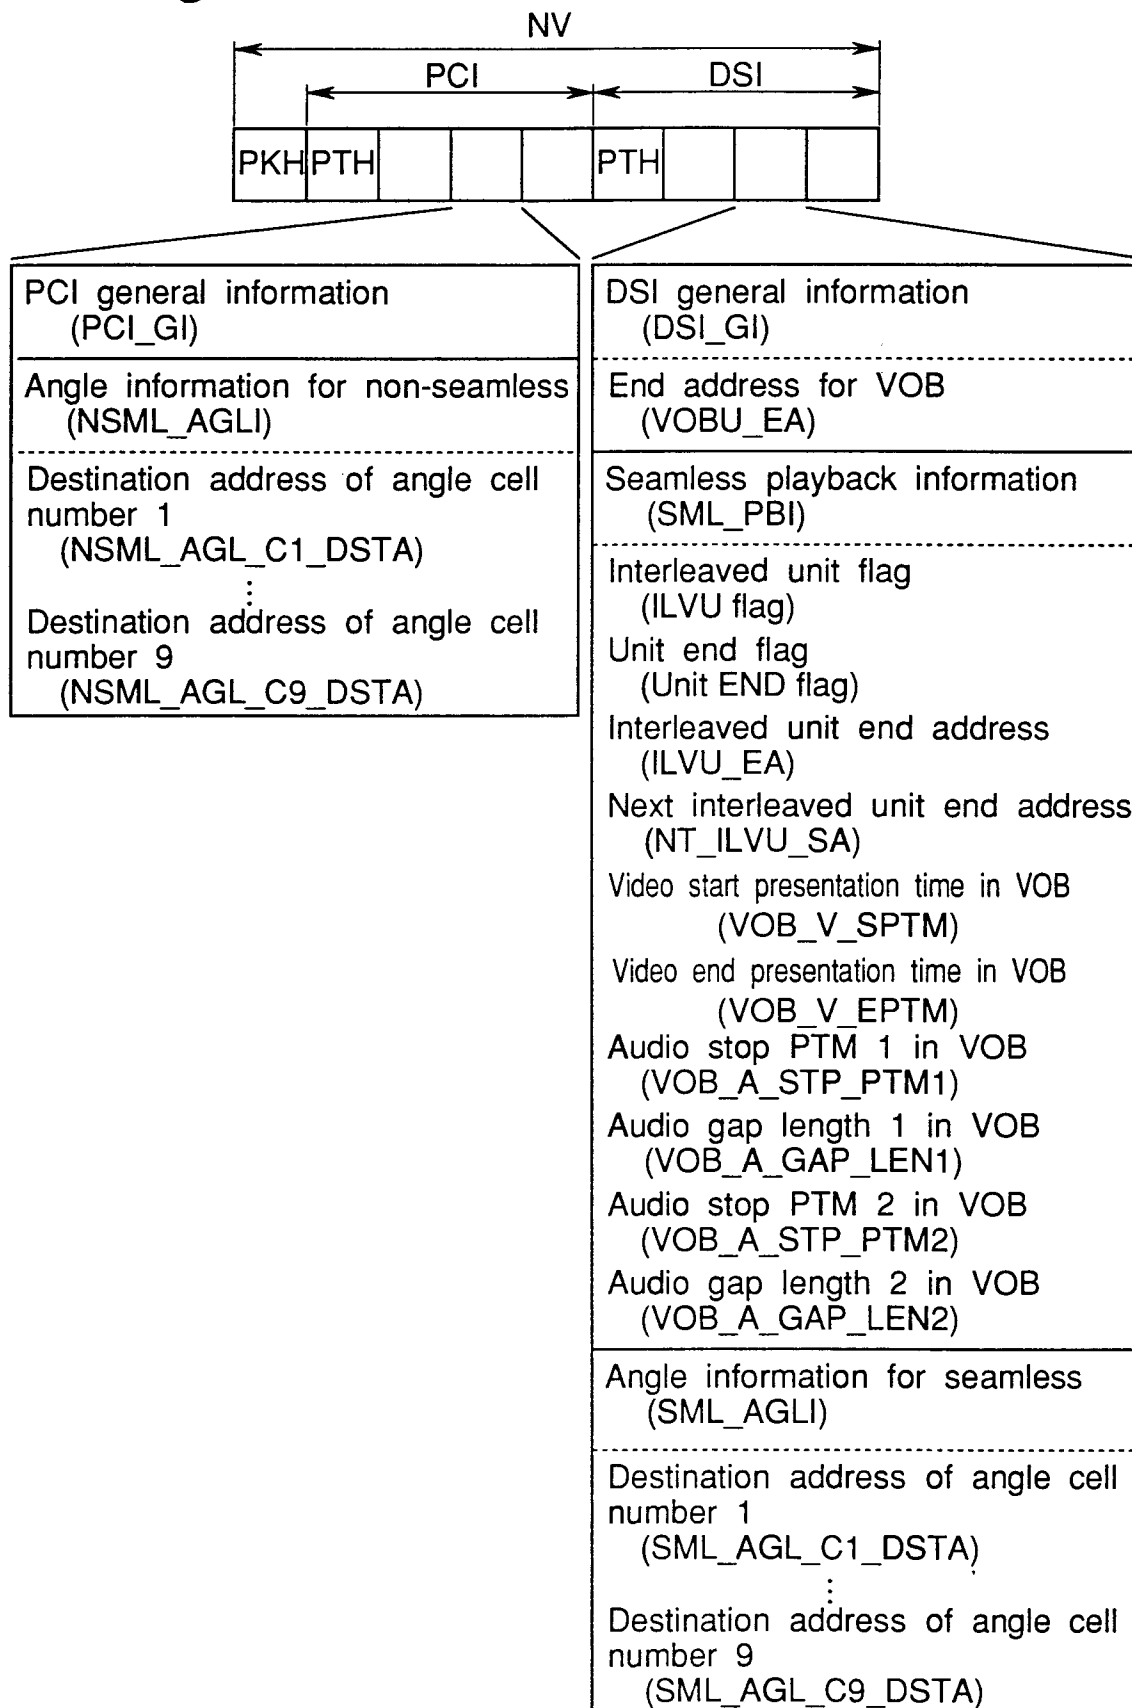 NV
PCI DSI
PKH PTH PTH
PCI general information
(PCI_GI)
Angle information for non-seamless
(NSML_AGLI)
Destination address of angle cell
number 1
(NSML_AGL_C1_DSTA)
⋮
Destination address of angle cell
number 9
(NSML_AGL_C9_DSTA)
DSI general information
(DSI_GI)
End address for VOB
(VOBU_EA)
Seamless playback information
(SML_PBI)
Interleaved unit flag
(ILVU flag)
Unit end flag
(Unit END flag)
Interleaved unit end address
(ILVU_EA)
Next interleaved unit end address
(NT_ILVU_SA)
Video start presentation time in VOB
(VOB_V_SPTM)
Video end presentation time in VOB
(VOB_V_EPTM)
Audio stop PTM 1 in VOB
(VOB_A_STP_PTM1)
Audio gap length 1 in VOB
(VOB_A_GAP_LEN1)
Audio stop PTM 2 in VOB
(VOB_A_STP_PTM2)
Audio gap length 2 in VOB
(VOB_A_GAP_LEN2)
Angle information for seamless
(SML_AGLI)
Destination address of angle cell
number 1
(SML_AGL_C1_DSTA)
⋮
Destination address of angle cell
number 9
(SML_AGL_C9_DSTA)